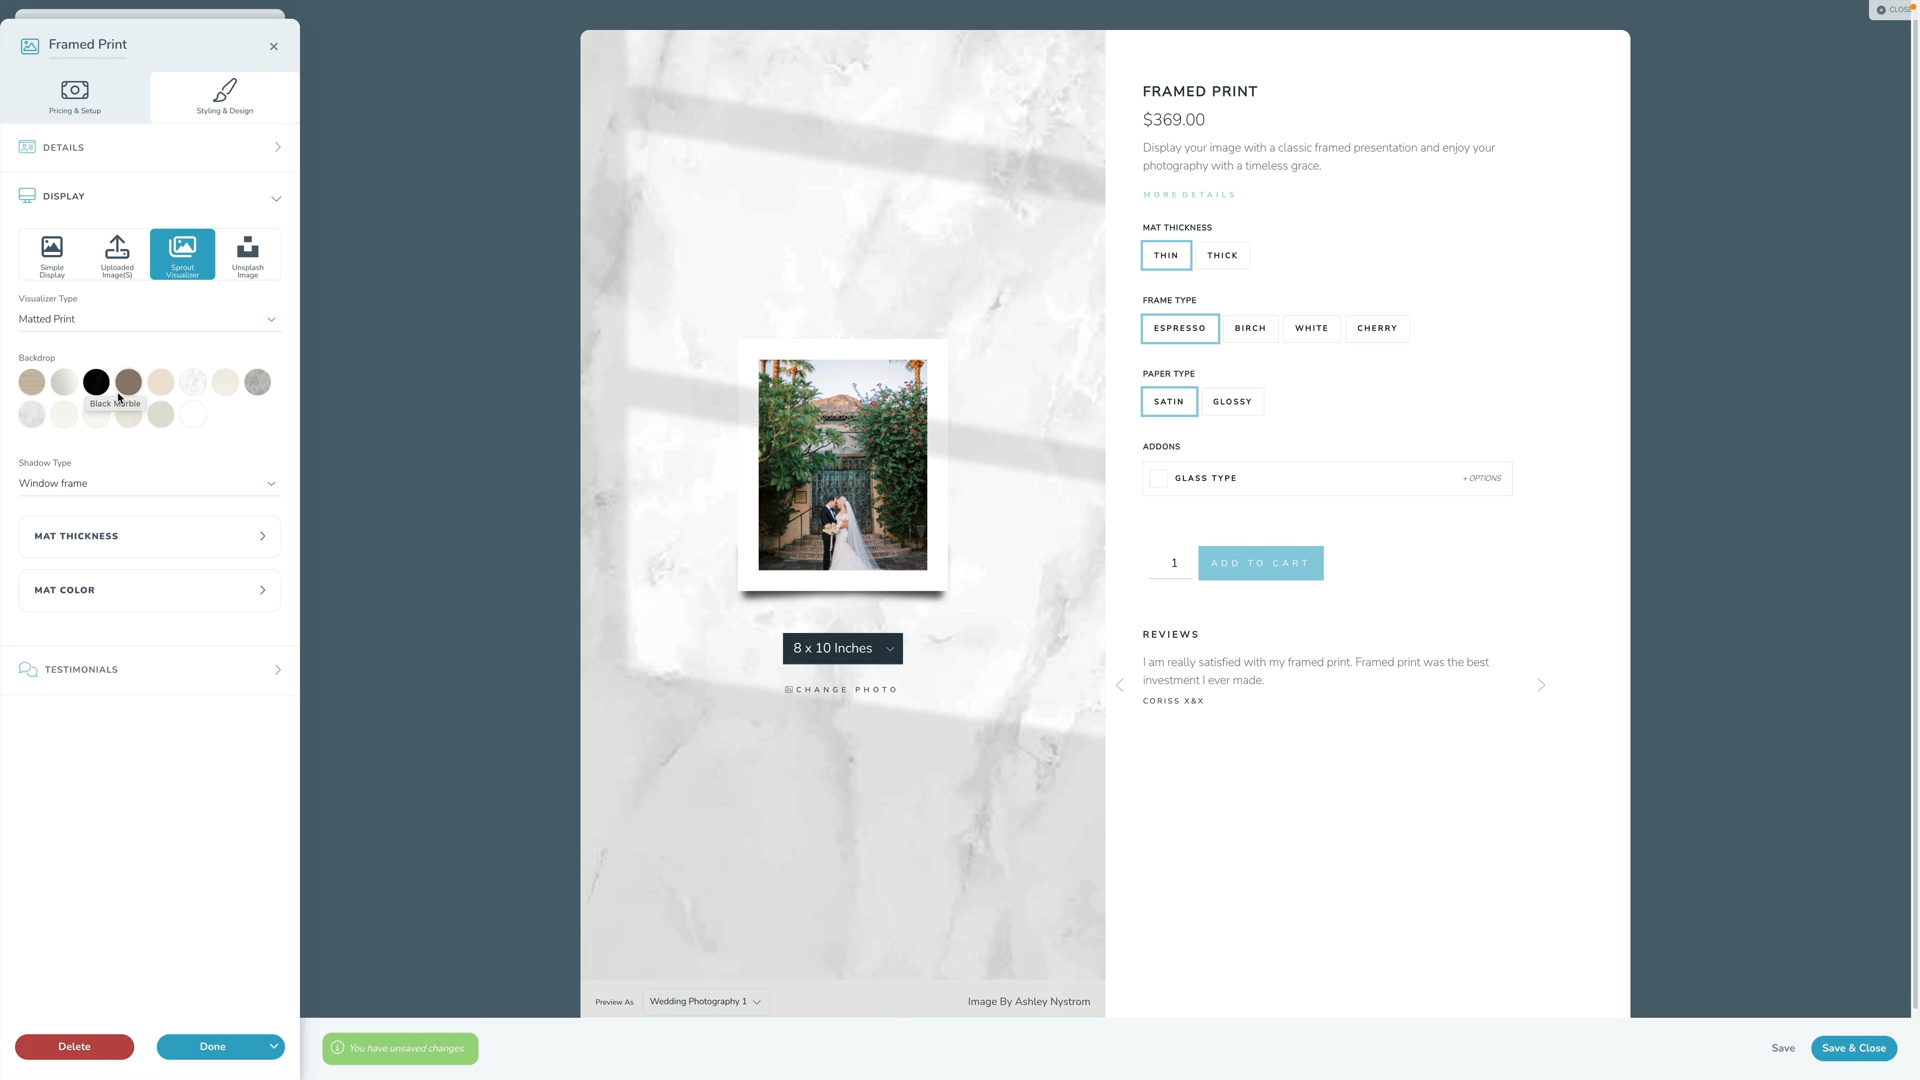 Framed Print
CLOSE
Pricing & Setup
Styling & Design
DETAILS
DISPLAY
Simple
Display
Uploaded
Image(S)
Sprout
Visualizer
Unsplash
Image
Visualizer Type
Matted Print
Backdrop
Black Marble
Shadow Type
Window frame
MAT THICKNESS
MAT COLOR
TESTIMONIALS
Delete
Done
8 x 10 Inches
CHANGE PHOTO
Preview As
Wedding Photography 1
Image By Ashley Nystrom
FRAMED PRINT
$369.00
Display your image with a classic framed presentation and enjoy your
photography with a timeless grace.
MORE DETAILS
MAT THICKNESS
THIN
THICK
FRAME TYPE
ESPRESSO
BIRCH
WHITE
CHERRY
PAPER TYPE
SATIN
GLOSSY
ADDONS
GLASS TYPE
+ OPTIONS
1
ADD TO CART
REVIEWS
I am really satisfied with my framed print. Framed print was the best
investment I ever made.
CORISS X&X
You have unsaved changes
Save
Save & Close